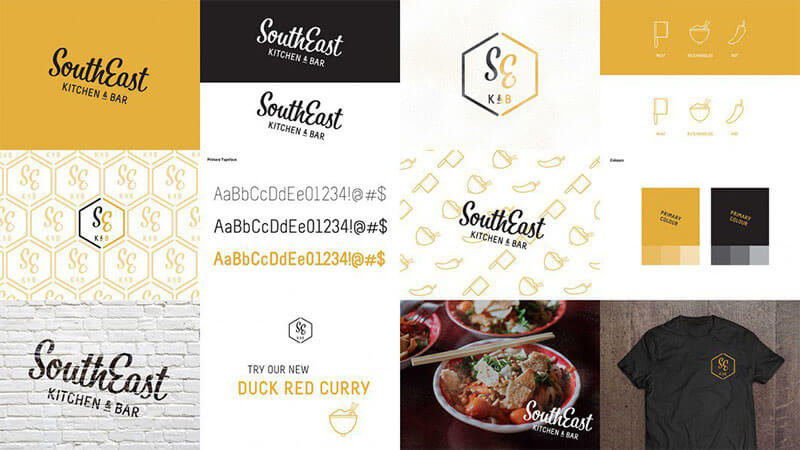 SouthEast
KITCHEN & BAR
SouthEast
KITCHEN & BAR
SouthEast
KITCHEN & BAR
SE
K & B
MEAT
RICE/NOODLES
HOT
MEAT
RICE/NOODLES
HOT
SE
K & B
Primary Typeface
AaBbCcDdEe01234!@#$
AaBbCcDdEe01234!@#$
AaBbCcDdEe01234!@#$
SouthEast
KITCHEN & BAR
Colours
PRIMARY
COLOUR
PRIMARY
COLOUR
SouthEast
KITCHEN & BAR
SE
K & B
TRY OUR NEW
DUCK RED CURRY
SouthEast
KITCHEN & BAR
SE
K & B